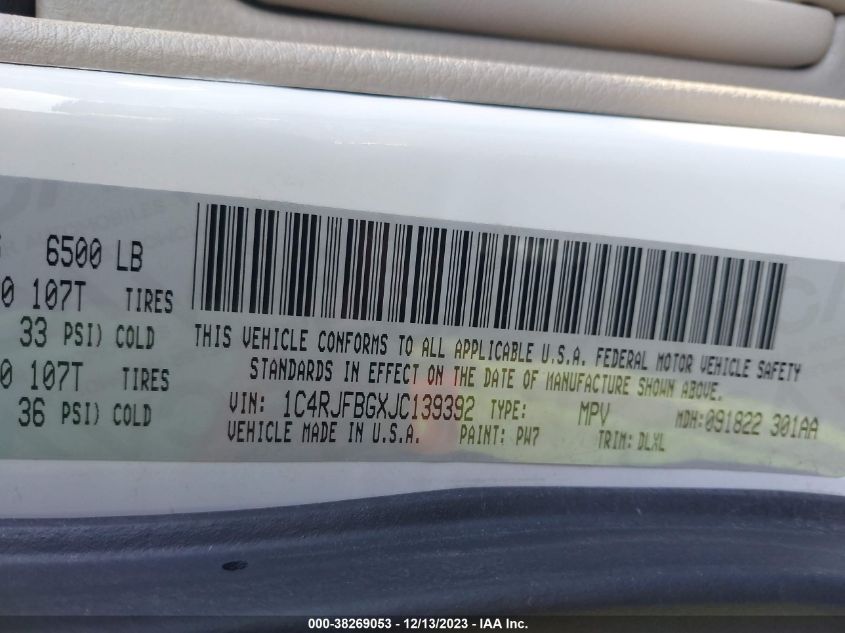 6500 LB
0 107T TIRES
33 PSI) COLD
0 107T TIRES
36 PSI) COLD
THIS VEHICLE CONFORMS TO ALL APPLICABLE U.S.A. FEDERAL MOTOR VEHICLE SAFETY
STANDARDS IN EFFECT ON THE DATE OF MANUFACTURE SHOWN ABOVE.
VIN: 1C4RJFBGXJC139392 TYPE: MPV MDH:091822 301AA
VEHICLE MADE IN U.S.A. PAINT: PW7 TRIM: DLXL
000-38269053 - 12/13/2023 - IAA Inc.